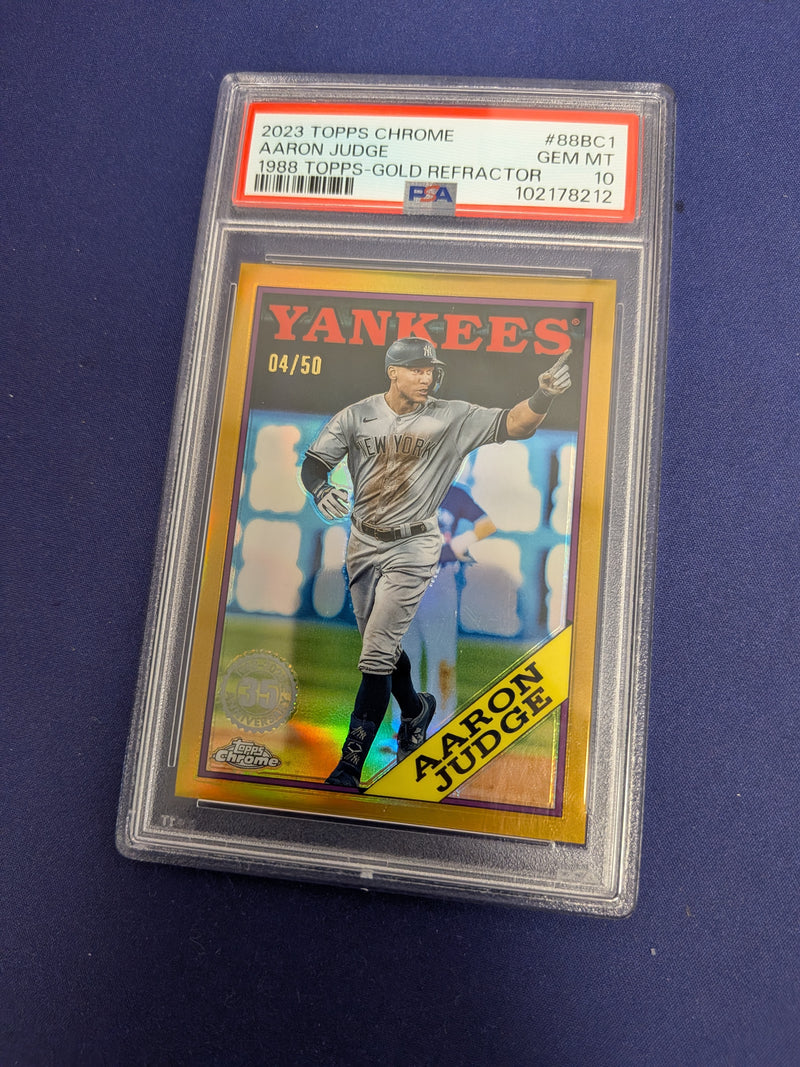 2023 TOPPS CHROME #88BC1
AARON JUDGE GEM MT
1988 TOPPS-GOLD REFRACTOR 10
PSA 102178212
YANKEES®
04/50
NEW YORK
35
ANNIVERSARY
Topps
Chrome
AARON
JUDGE